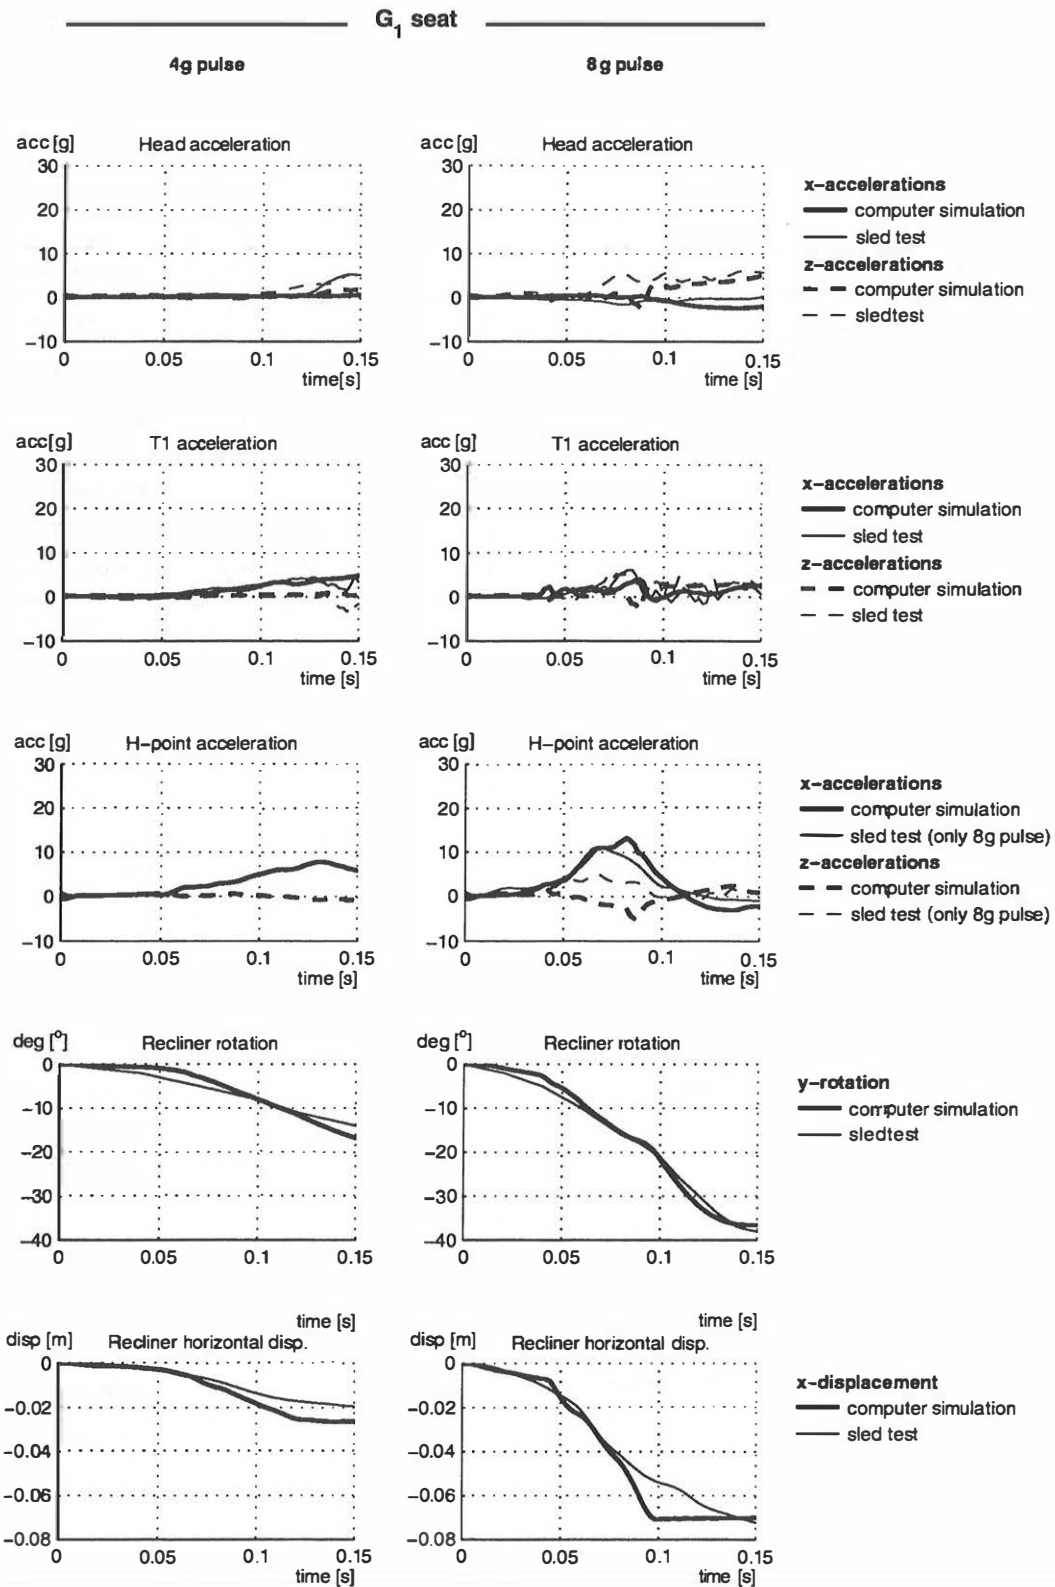 G1 seat
4g pulse
8g pulse
acc [g] Head acceleration
30
20
10
0
−10
0 0.05 0.1 0.15
time[s]
acc [g] Head acceleration
30
20
10
0
−10
0 0.05 0.1 0.15
time [s]
x−accelerations
computer simulation
sled test
z−accelerations
computer simulation
sledtest
acc[g] T1 acceleration
30
20
10
0
−10
0 0.05 0.1 0.15
time [s]
acc [g] T1 acceleration
30
20
10
0
−10
0 0.05 0.1 0.15
time [s]
x−accelerations
computer simulation
sled test
z−accelerations
computer simulation
sled test
acc [g] H−point acceleration
30
20
10
0
−10
0 0.05 0.1 0.15
time [s]
acc [g] H−point acceleration
30
20
10
0
−10
0 0.05 0.1 0.15
time [s]
x−accelerations
computer simulation
sled test (only 8g pulse)
z−accelerations
computer simulation
sled test (only 8g pulse)
deg [°] Recliner rotation
0
−10
−20
−30
−40
0 0.05 0.1 0.15
time [s]
deg [°] Recliner rotation
0
−10
−20
−30
−40
0 0.05 0.1 0.15
time [s]
y−rotation
computer simulation
sledtest
disp [m] Recliner horizontal disp.
0
−0.02
−0.04
−0.06
−0.08
0 0.05 0.1 0.15
time [s]
disp [m] Recliner horizontal disp.
0
−0.02
−0.04
−0.06
−0.08
0 0.05 0.1 0.15
time [s]
x−displacement
computer simulation
sled test